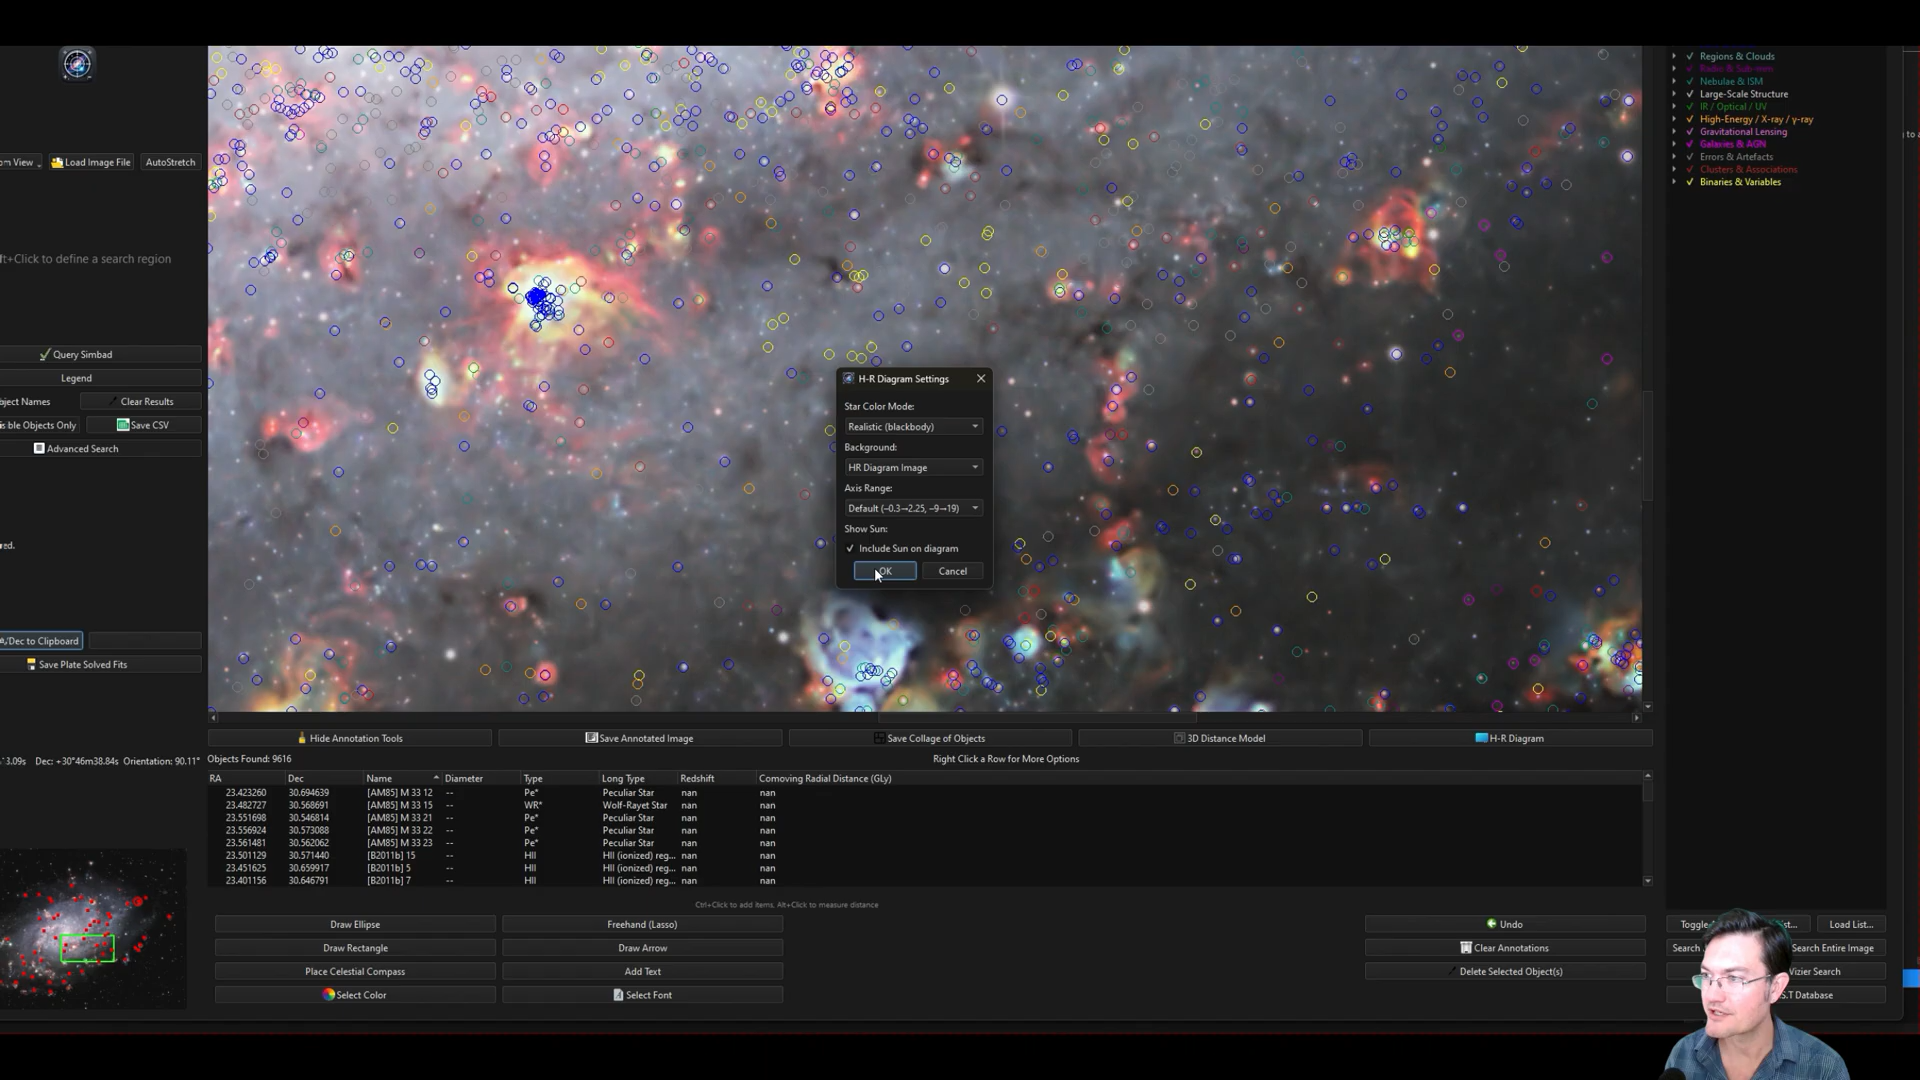 Regions & Clouds
Radio & Sub-mm
Nebulae & ISM
Large-Scale Structure
IR / Optical / UV
High-Energy / X-ray / γ-ray
Gravitational Lensing
Galaxies & AGN
Errors & Artefacts
Clusters & Associations
Binaries & Variables
om View
Load Image File
AutoStretch
ft+Click to define a search region
Query Simbad
Legend
bject Names
Clear Results
ible Objects Only
Save CSV
Advanced Search
red.
/Dec to Clipboard
Save Plate Solved Fits
H-R Diagram Settings
Star Color Mode:
Realistic (blackbody)
Background:
HR Diagram Image
Axis Range:
Default (−0.3→2.25, −9→19)
Show Sun:
Include Sun on diagram
OK
Cancel
Hide Annotation Tools
Save Annotated Image
Save Collage of Objects
3D Distance Model
H-R Diagram
3.09s Dec: +30°46m38.84s Orientation: 90.11°
Objects Found: 9616
Right Click a Row for More Options
RA Dec Name Diameter Type Long Type Redshift Comoving Radial Distance (GLy)
23.423260 30.694639 [AM85] M 33 12 -- Pe* Peculiar Star nan nan
23.482727 30.568691 [AM85] M 33 15 -- WR* Wolf-Rayet Star nan nan
23.551698 30.546814 [AM85] M 33 21 -- Pe* Peculiar Star nan nan
23.556924 30.573088 [AM85] M 33 22 -- Pe* Peculiar Star nan nan
23.561481 30.562062 [AM85] M 33 23 -- Pe* Peculiar Star nan nan
23.501129 30.571440 [B2011b] 15 -- HII HII (ionized) reg... nan nan
23.451625 30.659917 [B2011b] 5 -- HII HII (ionized) reg... nan nan
23.401156 30.646791 [B2011b] 7 -- HII HII (ionized) reg... nan nan
Ctrl+Click to add items, Alt+Click to measure distance
Draw Ellipse
Freehand (Lasso)
Undo
Draw Rectangle
Draw Arrow
Clear Annotations
Place Celestial Compass
Add Text
Delete Selected Object(s)
Select Color
Select Font
Toggle
st...
Load List...
Search
Search Entire Image
Vizier Search
S.T Database